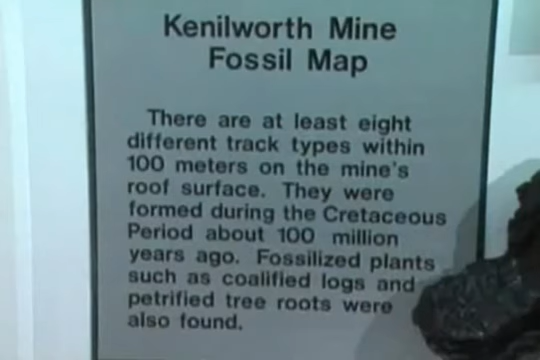 Kenilworth Mine
Fossil Map
There are at least eight
different track types within
100 meters on the mine's
roof surface. They were
formed during the Cretaceous
Period about 100 million
years ago. Fossilized plants
such as coalified logs and
petrified tree roots were
also found.